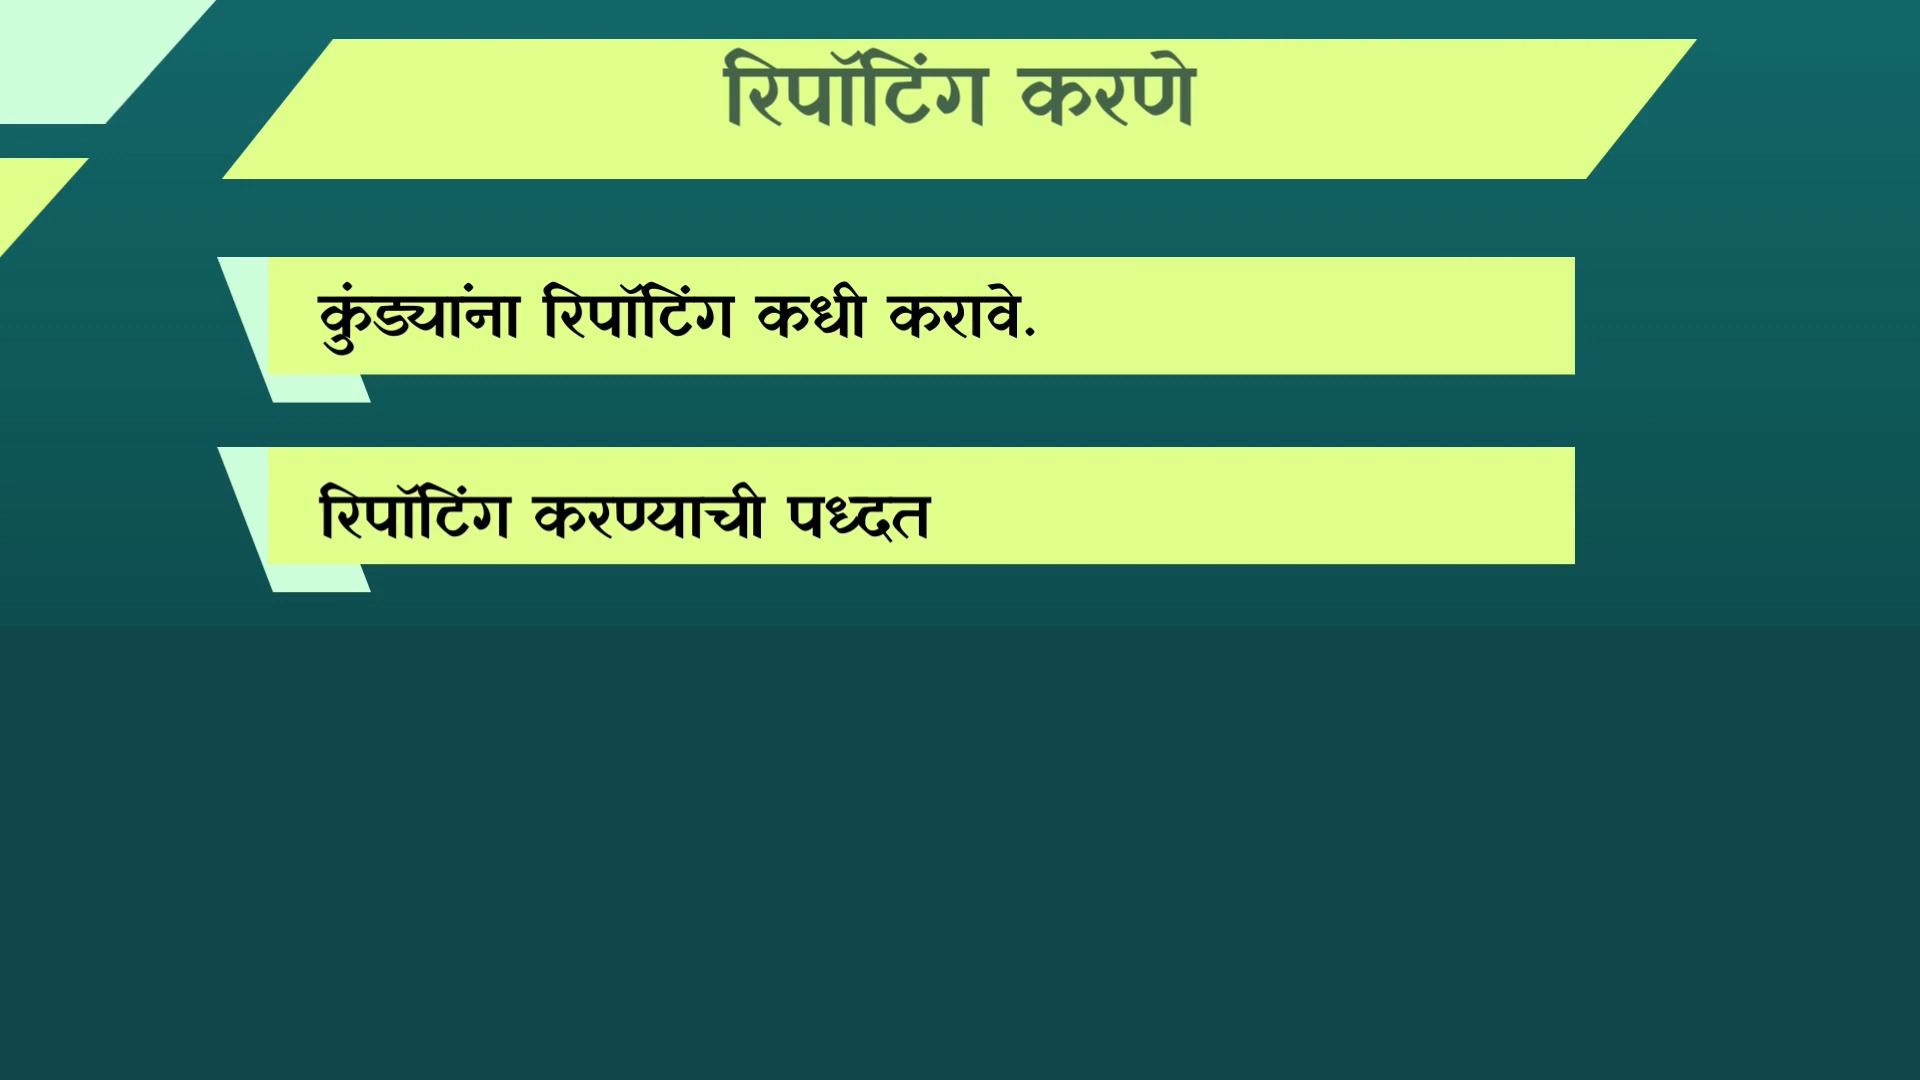 रिपॉटिंग करणे
कुंड्यांना रिपॉटिंग कधी करावे.
रिपॉटिंग करण्याची पध्दत